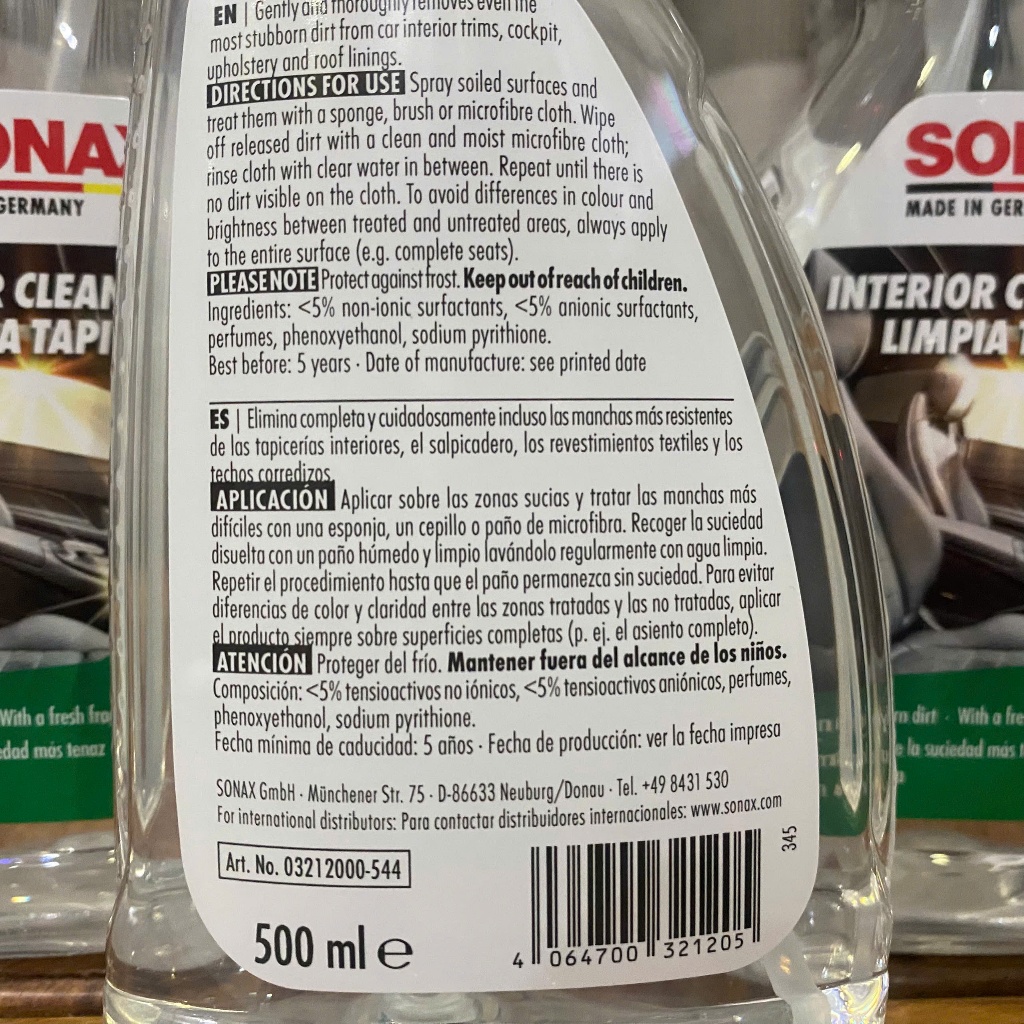 EN | Gently and thoroughly removes even the
most stubborn dirt from car interior trims, cockpit,
upholstery and roof linings.
DIRECTIONS FOR USE Spray soiled surfaces and
treat them with a sponge, brush or microfibre cloth. Wipe
off released dirt with a clean and moist microfibre cloth;
rinse cloth with clear water in between. Repeat until there is
no dirt visible on the cloth. To avoid differences in colour and
brightness between treated and untreated areas, always apply
to the entire surface (e.g. complete seats).
PLEASE NOTE Protect against frost. Keep out of reach of children.
Ingredients: <5% non-ionic surfactants, <5% anionic surfactants,
perfumes, phenoxyethanol, sodium pyrithione.
Best before: 5 years · Date of manufacture: see printed date
ES | Elimina completa y cuidadosamente incluso las manchas más resistentes
de las tapicerías interiores, el salpicadero, los revestimientos textiles y los
techos corredizos.
APLICACIÓN Aplicar sobre las zonas sucias y tratar las manchas más
difíciles con una esponja, un cepillo o paño de microfibra. Recoger la suciedad
disuelta con un paño húmedo y limpio lavándolo regularmente con agua limpia.
Repetir el procedimiento hasta que el paño permanezca sin suciedad. Para evitar
diferencias de color y claridad entre las zonas tratadas y las no tratadas, aplicar
el producto siempre sobre superficies completas (p. ej. el asiento completo).
ATENCIÓN Proteger del frío. Mantener fuera del alcance de los niños.
Composición: <5% tensioactivos no iónicos, <5% tensioactivos aniónicos, perfumes,
phenoxyethanol, sodium pyrithione.
Fecha mínima de caducidad: 5 años · Fecha de producción: ver la fecha impresa
SONAX GmbH · Münchener Str. 75 · D-86633 Neuburg/Donau · Tel. +49 8431 530
For international distributors: Para contactar distribuidores internacionales: www.sonax.com
345
Art. No. 03212000-544
500 ml e
4 064700 321205
ONAX
GERMANY
R CLEAN
A TAPI
With a fresh fra
edad más tenaz
SO
MADE IN GER
INTERIOR C
LIMPIA T
rn dirt · With a fre
e la suciedad más t